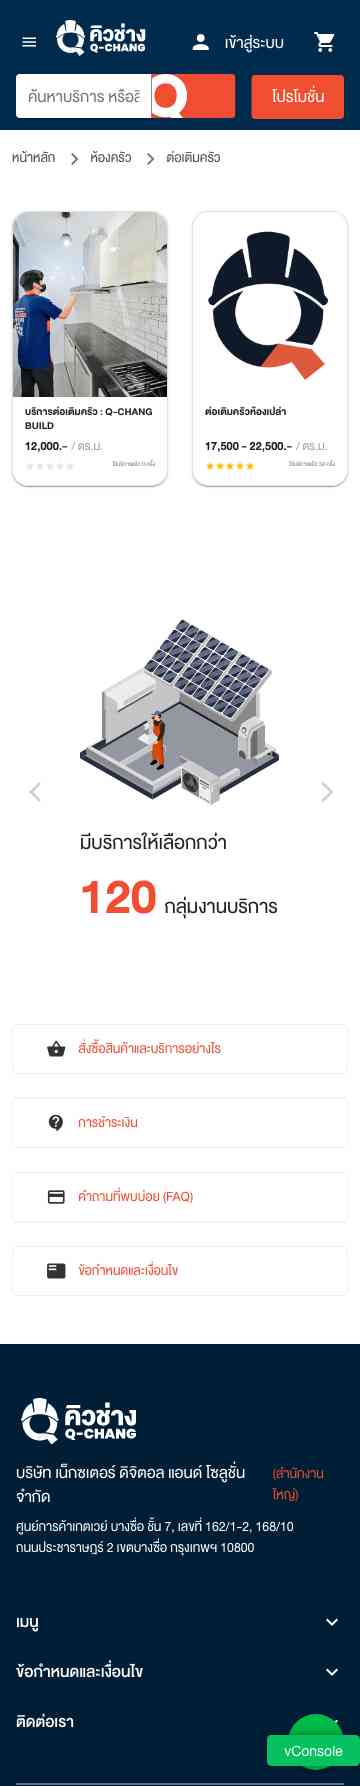 คิวช่าง
Q-CHANG
เข้าสู่ระบบ
ค้นหาบริการ หรือสิ
โปรโมชั่น
หน้าหลัก
ห้องครัว
ต่อเติมครัว
บริการต่อเติมครัว : Q-CHANG
BUILD
12,000.- / ตร.ม.
ต่อเติมครัวห้องเปล่า
17,500 - 22,500.- / ตร.ม.
มีบริการให้เลือกกว่า
120 กลุ่มงานบริการ
สั่งซื้อสินค้าและบริการอย่างไร
การชำระเงิน
คำถามที่พบบ่อย (FAQ)
ข้อกำหนดและเงื่อนไข
คิวช่าง
Q-CHANG
บริษัท เน็กซเตอร์ ดิจิตอล แอนด์ โซลูชั่น
จำกัด
(สำนักงาน
ใหญ่)
ศูนย์การค้าเกตเวย์ บางซื่อ ชั้น 7, เลขที่ 162/1-2, 168/10
ถนนประชาราษฎร์ 2 เขตบางซื่อ กรุงเทพฯ 10800
เมนู
ข้อกำหนดและเงื่อนไข
ติดต่อเรา
vConsole